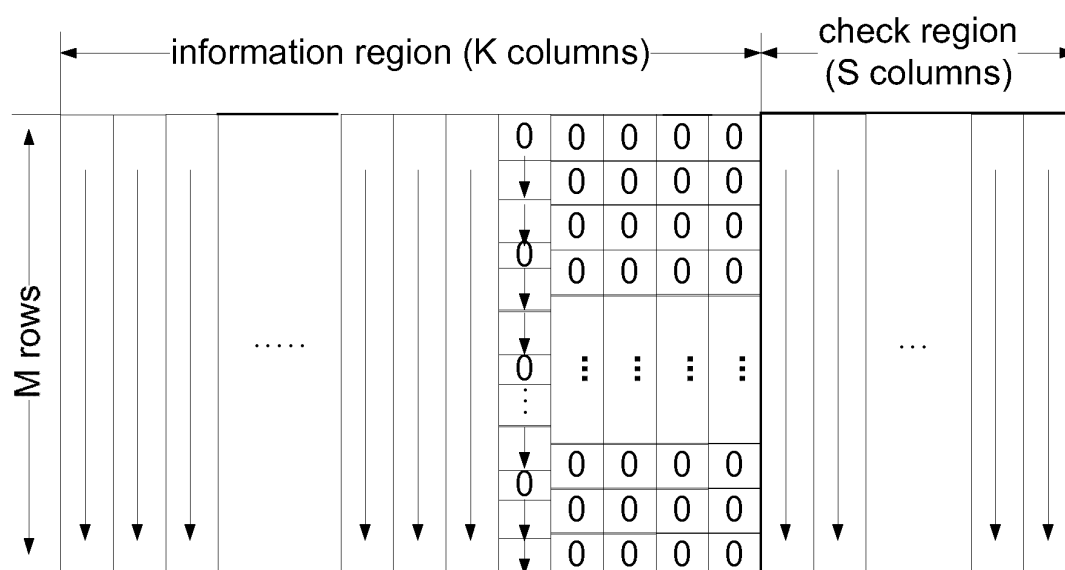 information region (K columns)
check region
(S columns)
M rows
0 0 0 0 0
0 0 0 0
0 0 0 0
0
0 0 0 0
.....
0
...
... ... ... ...
...
0 0 0 0
0
0 0 0 0
0 0 0 0